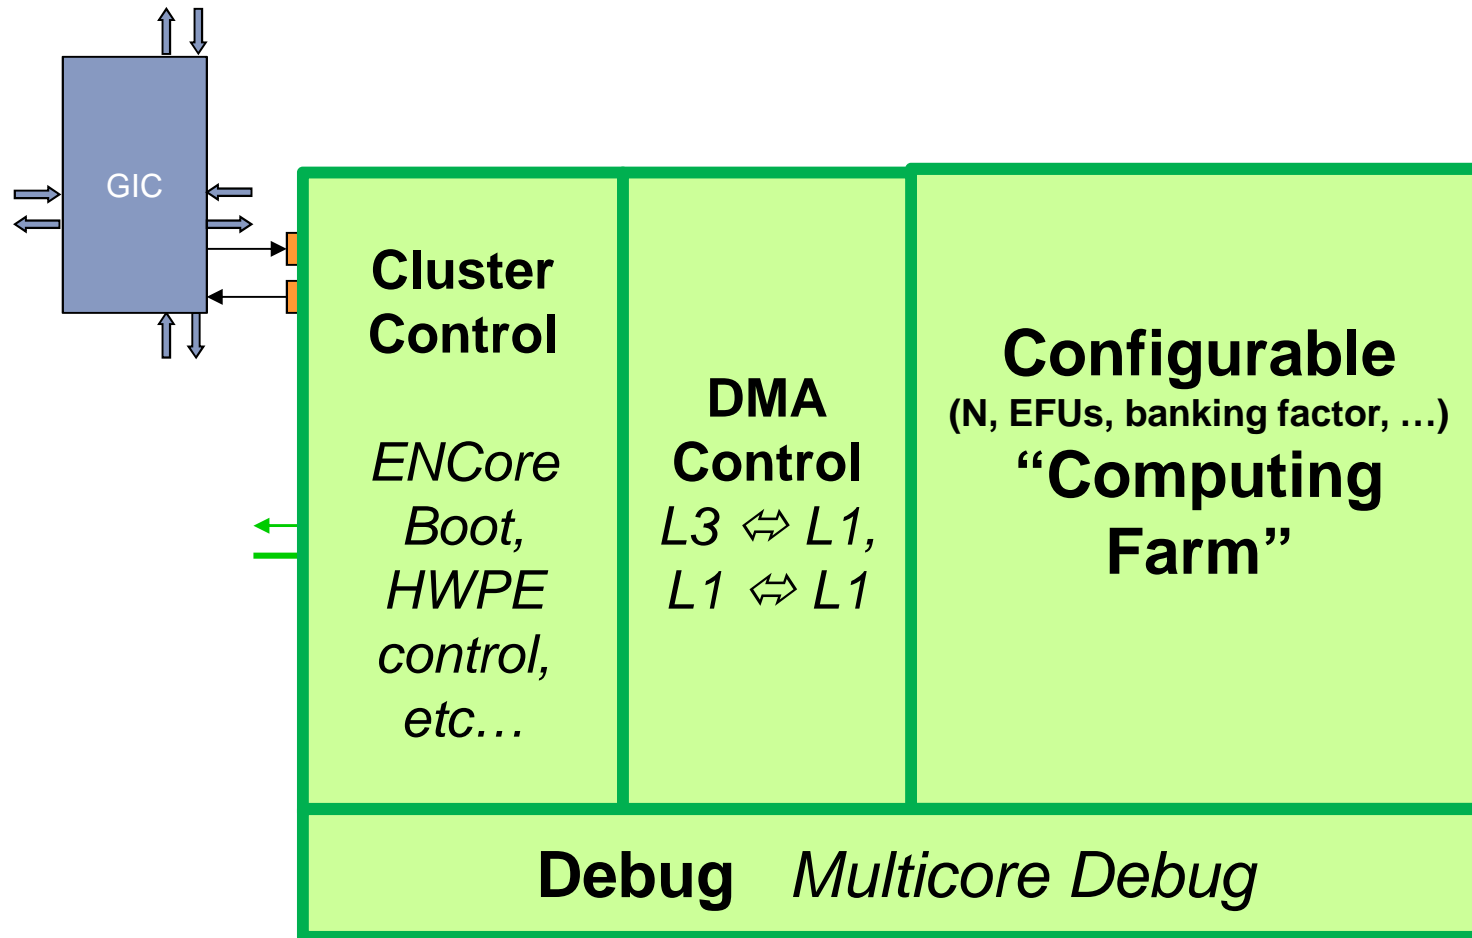 GIC
Cluster
Control
ENCore
Boot,
HWPE
control,
etc…
DMA
Control
L3 ⬄ L1,
L1 ⬄ L1
Configurable
(N, EFUs, banking factor, …)
“Computing
Farm”
Debug Multicore Debug